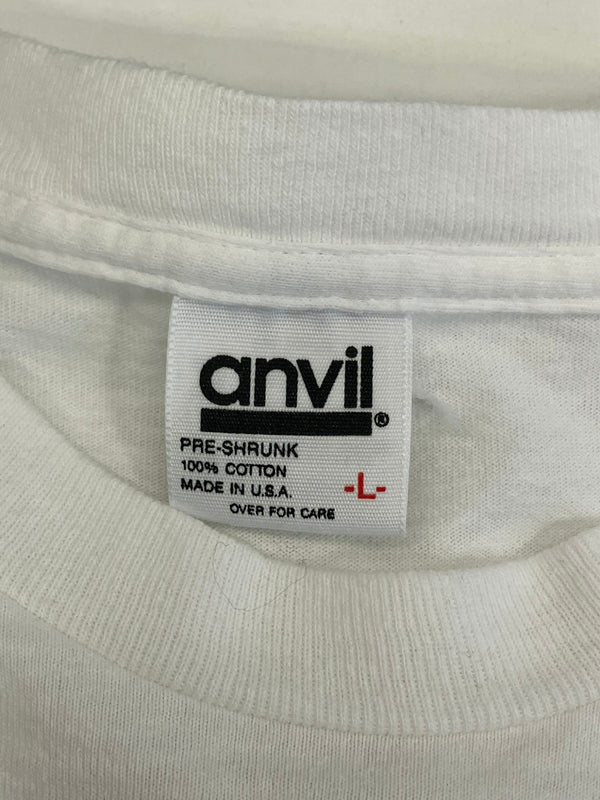 anvil®
PRE-SHRUNK
100% COTTON
MADE IN U.S.A.
-L-
OVER FOR CARE